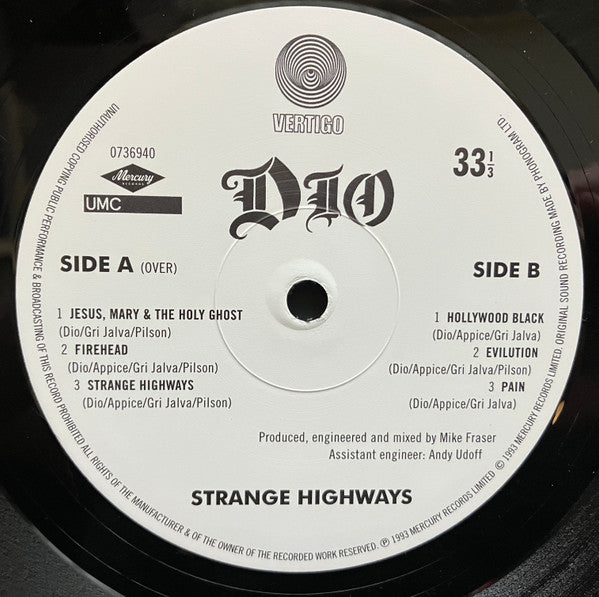 VERTIGO
0736940
33 1/3
Mercury
RECORDS
UMC
DIO
SIDE A (OVER)
1 JESUS, MARY & THE HOLY GHOST
(Dio/Gri Jalva/Pilson)
2 FIREHEAD
(Dio/Appice/Gri Jalva/Pilson)
3 STRANGE HIGHWAYS
(Dio/Appice/Gri Jalva/Pilson)
SIDE B
1 HOLLYWOOD BLACK
(Dio/Appice/Gri Jalva)
2 EVILUTION
(Dio/Appice/Gri Jalva/Pilson)
3 PAIN
(Dio/Appice/Gri Jalva)
Produced, engineered and mixed by Mike Fraser
Assistant engineer: Andy Udoff
STRANGE HIGHWAYS
UNAUTHORISED COPYING PUBLIC PERFORMANCE & BROADCASTING OF THIS RECORD PROHIBITED ALL RIGHTS OF THE MANUFACTURER & OF THE OWNER OF THE RECORDED WORK RESERVED. ℗ 1993 MERCURY RECORDS LIMITED © 1993 MERCURY RECORDS LIMITED. ORIGINAL SOUND RECORDING MADE BY PHONOGRAM LTD.